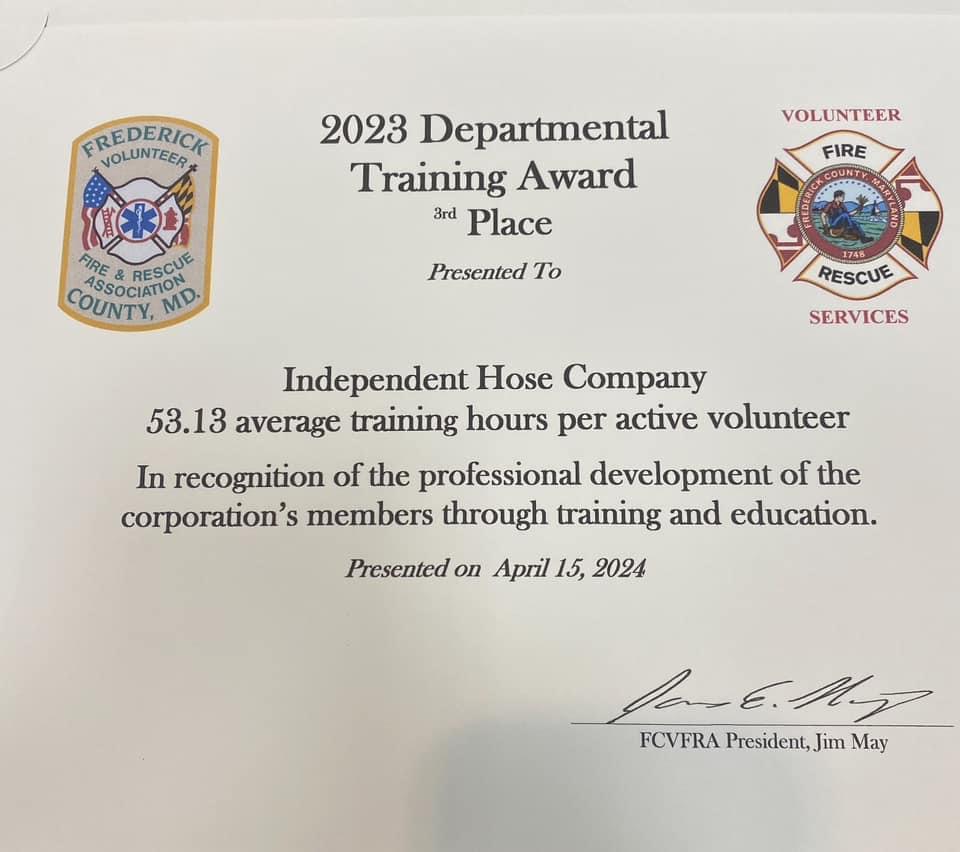 FREDERICK
VOLUNTEER
FIRE & RESCUE
ASSOCIATION
COUNTY, MD.
2023 Departmental
Training Award
3rd Place
Presented To
VOLUNTEER
FIRE
FREDERICK COUNTY, MARYLAND
1748
RESCUE
SERVICES
Independent Hose Company
53.13 average training hours per active volunteer
In recognition of the professional development of the
corporation's members through training and education.
Presented on April 15, 2024
James E. May
FCVFRA President, Jim May